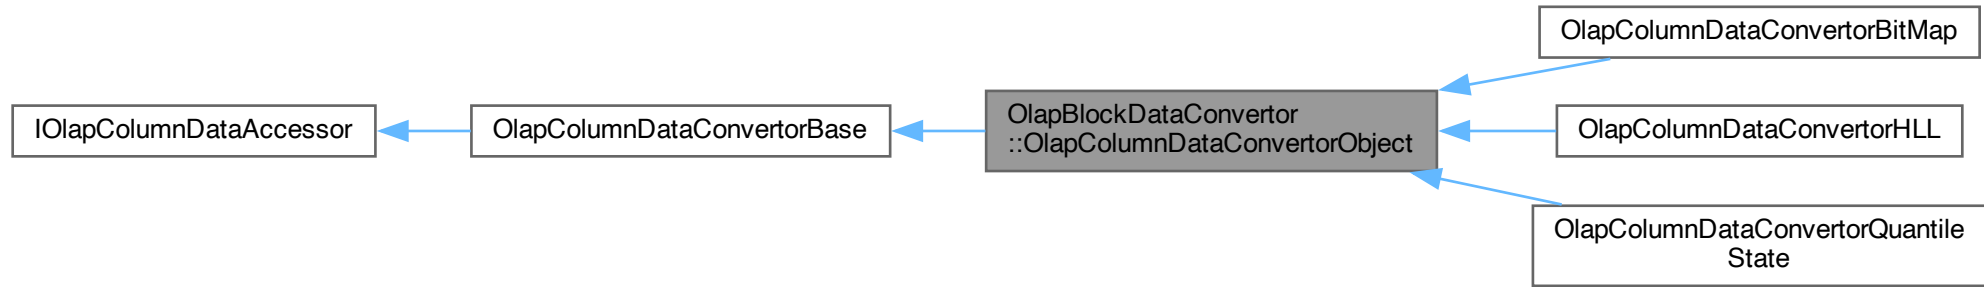 IOlapColumnDataAccessor
OlapColumnDataConvertorBase
OlapBlockDataConvertor
::OlapColumnDataConvertorObject
OlapColumnDataConvertorBitMap
OlapColumnDataConvertorHLL
OlapColumnDataConvertorQuantile
State